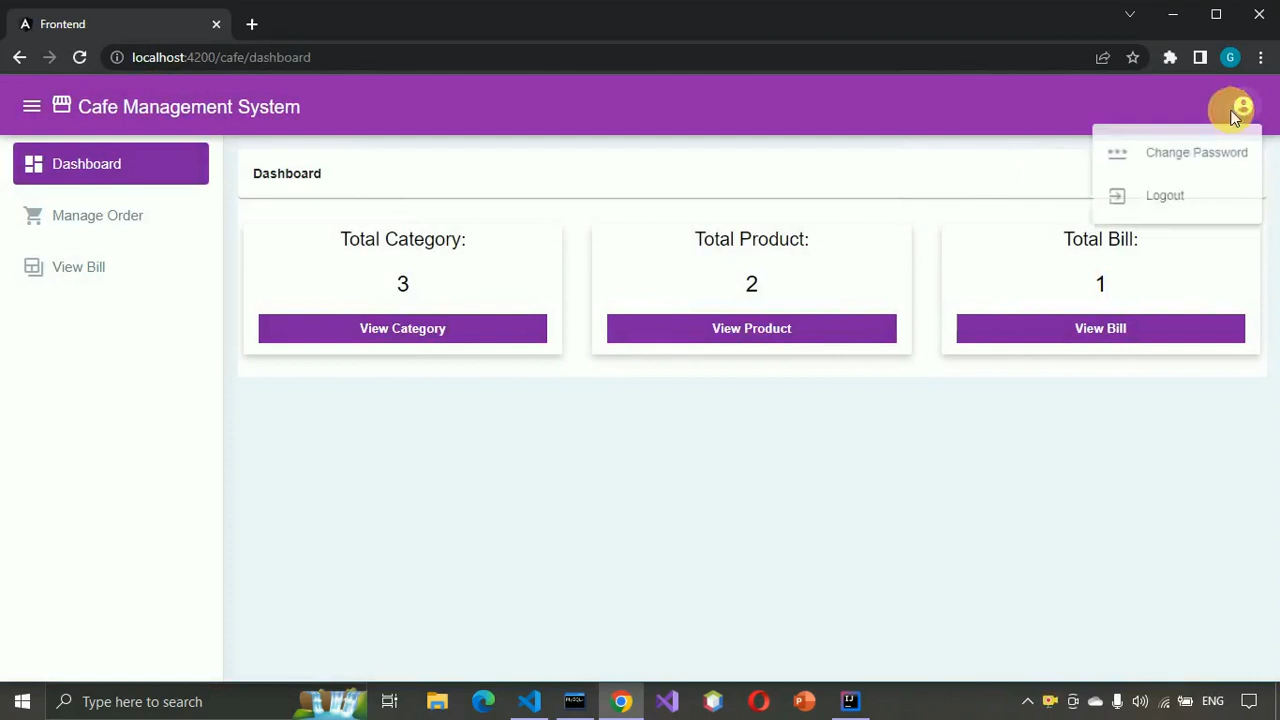 Frontend
localhost:4200/cafe/dashboard
G
Cafe Management System
Change Password
Logout
Dashboard
Manage Order
View Bill
Dashboard
Total Category:
3
View Category
Total Product:
2
View Product
Total Bill:
1
View Bill
Type here to search
ENG